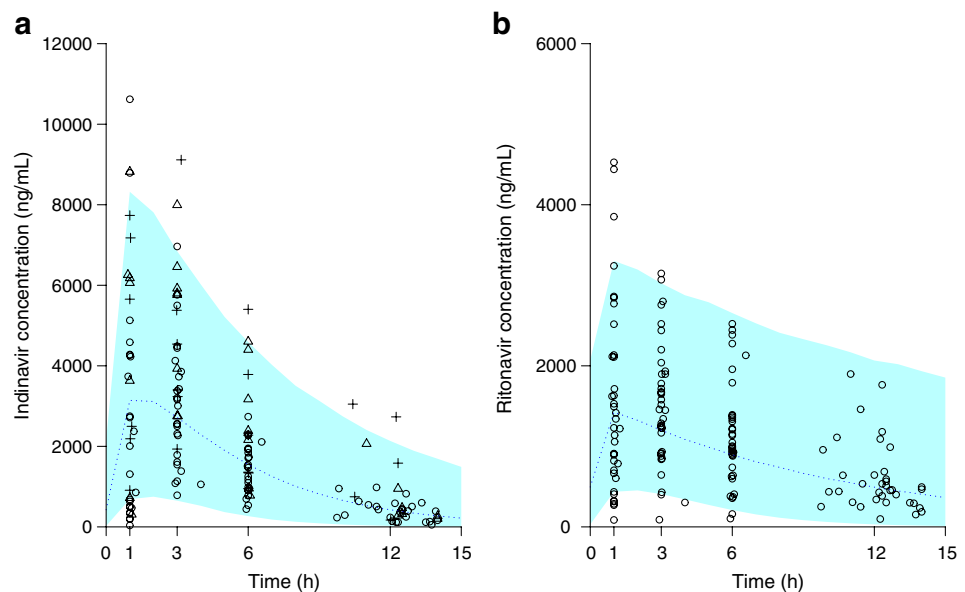 a
Indinavir concentration (ng/mL)
12000
10000
8000
6000
4000
2000
0
0 1 3 6 12 15
Time (h)
b
Ritonavir concentration (ng/mL)
6000
4000
2000
0
0 1 3 6 12 15
Time (h)